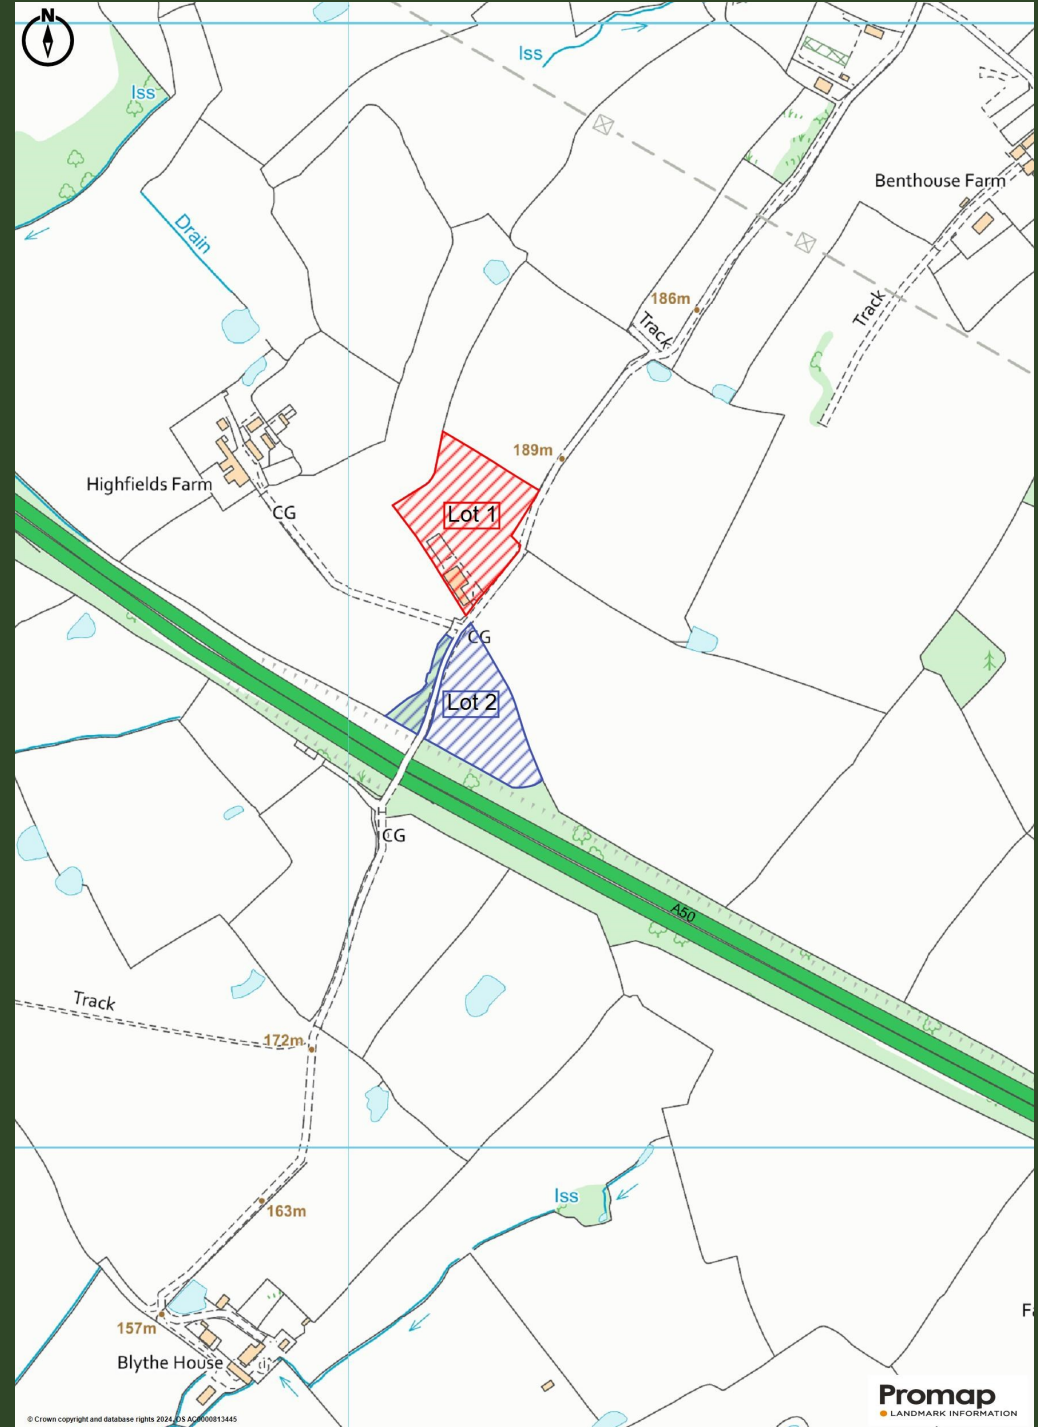 N
Iss
Iss
Benthouse Farm
Drain
186m
Track
Track
189m
Highfields Farm
Lot 1
CG
CG
Lot 2
CG
A50
Track
172m
Iss
163m
157m
Blythe House
Promap
LANDMARK INFORMATION
© Crown copyright and database rights 2024. OS AC0000813445